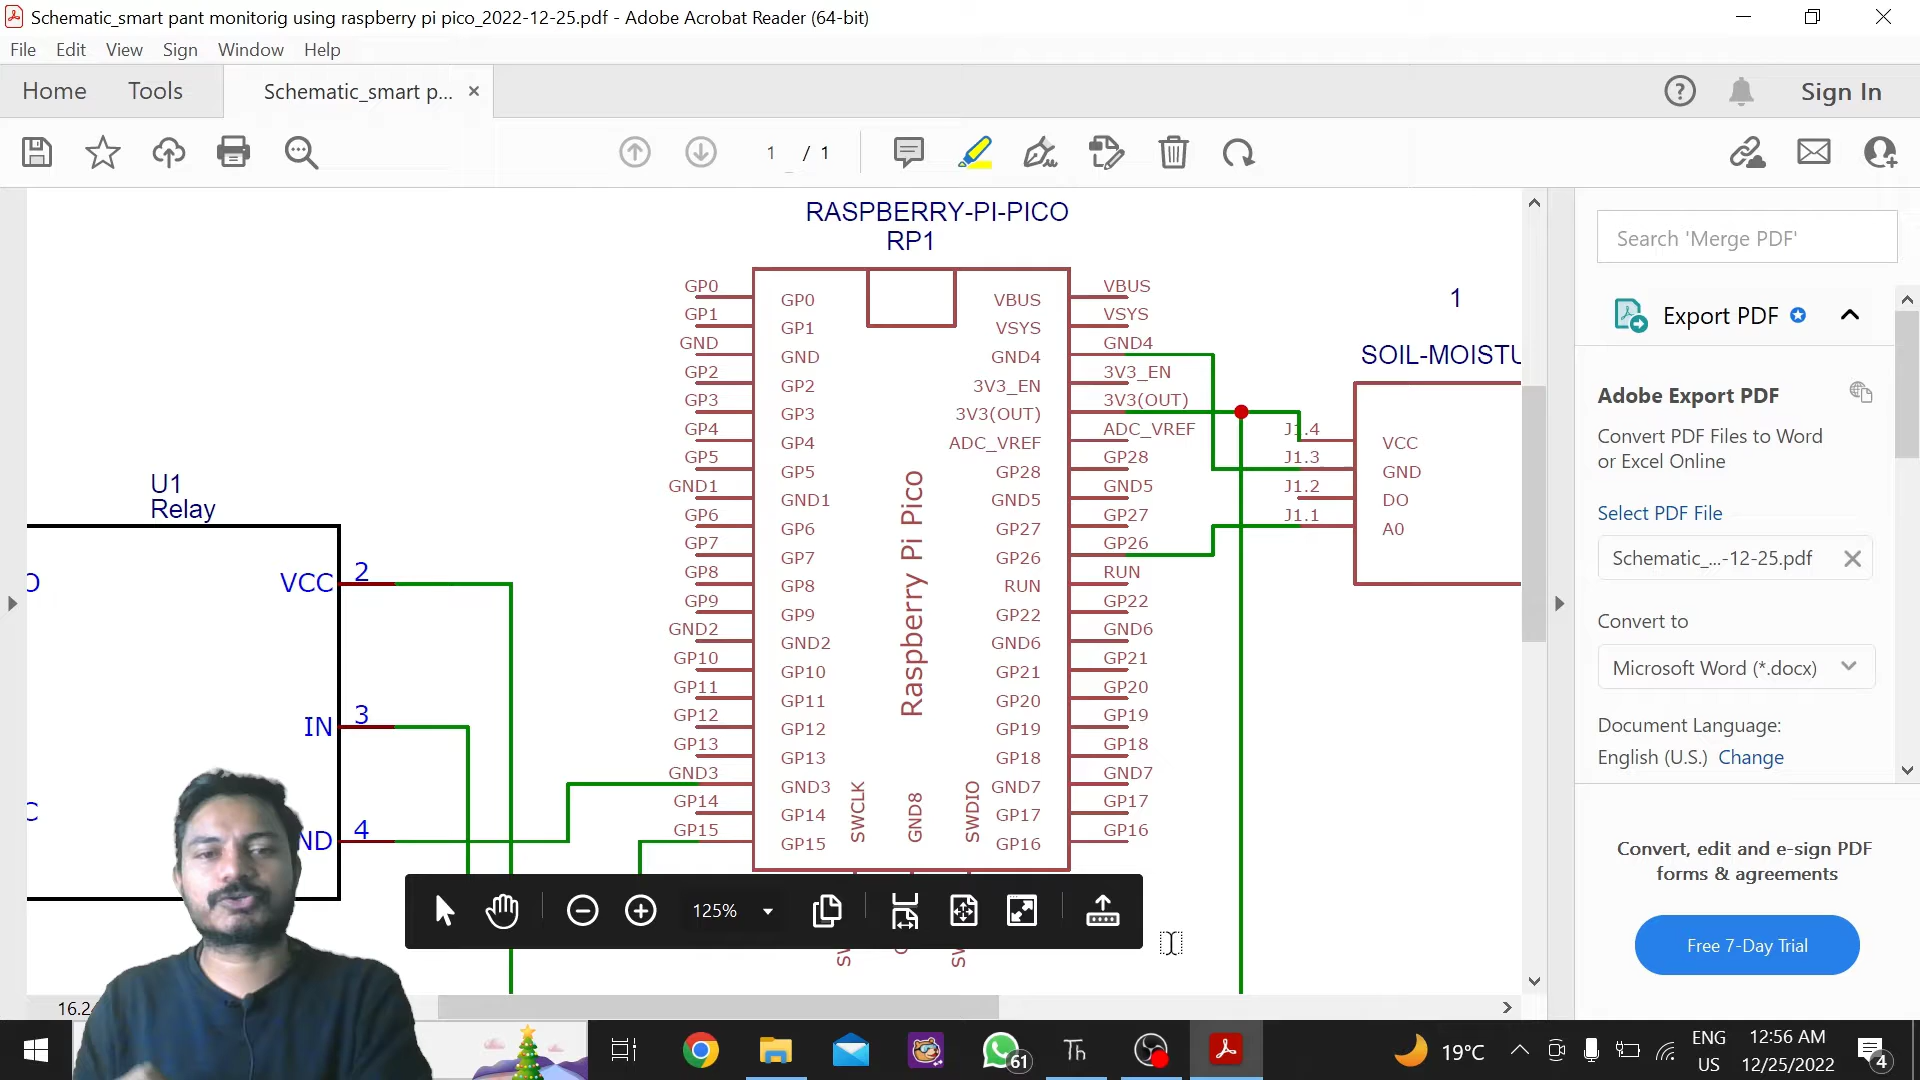 Schematic_smart pant monitorig using raspberry pi pico_2022-12-25.pdf - Adobe Acrobat Reader (64-bit)
File Edit View Sign Window Help
Home Tools Schematic_smart p... × Sign In
1 / 1
RASPBERRY-PI-PICO
RP1
GP0
GP1
GND
GP2
GP3
GP4
GP5
GND1
GP6
GP7
GP8
GP9
GND2
GP10
GP11
GP12
GP13
GND3
GP14
GP15
GP0
GP1
GND
GP2
GP3
GP4
GP5
GND1
GP6
GP7
GP8
GP9
GND2
GP10
GP11
GP12
GP13
GND3
GP14
GP15
Raspberry Pi Pico
SWCLK
GND8
SWDIO
VBUS
VSYS
GND4
3V3_EN
3V3(OUT)
ADC_VREF
GP28
GND5
GP27
GP26
RUN
GP22
GND6
GP21
GP20
GP19
GP18
GND7
GP17
GP16
VBUS
VSYS
GND4
3V3_EN
3V3(OUT)
ADC_VREF
GP28
GND5
GP27
GP26
RUN
GP22
GND6
GP21
GP20
GP19
GP18
GND7
GP17
GP16
1
SOIL-MOISTU
J1.4
J1.3
J1.2
J1.1
VCC
GND
DO
A0
U1
Relay
VCC 2
IN 3
ND 4
O
C
125%
16.2
Search 'Merge PDF'
Export PDF
Adobe Export PDF
Convert PDF Files to Word
or Excel Online
Select PDF File
Schematic_...-12-25.pdf
Convert to
Microsoft Word (*.docx)
Document Language:
English (U.S.) Change
Convert, edit and e-sign PDF
forms & agreements
Free 7-Day Trial
61
Th
19°C
ENG
US
12:56 AM
12/25/2022
4